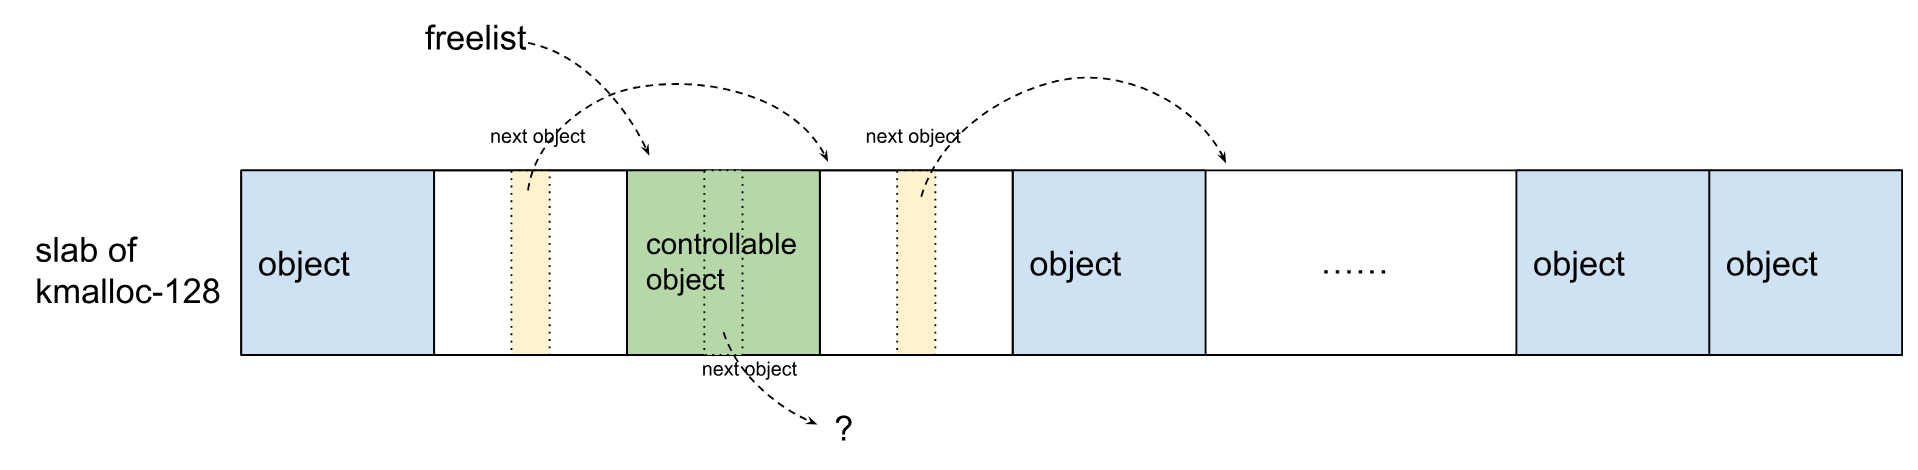 freelist
next object
next object
slab of
kmalloc-128
object
controllable
object
object
......
object
object
next object
?